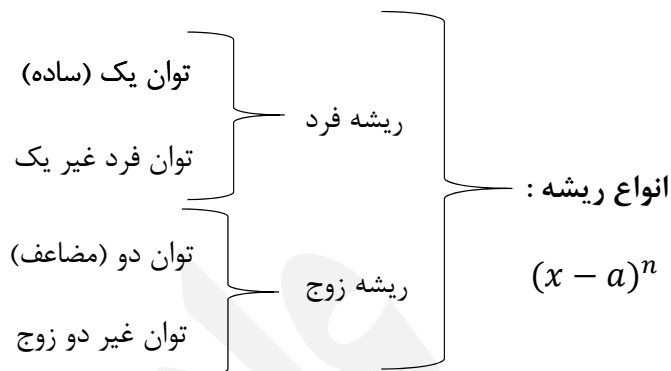 انواع ریشه :
(x − a)^n
ریشه فرد
توان یک (ساده)
توان فرد غیر یک
ریشه زوج
توان دو (مضاعف)
توان غیر دو زوج